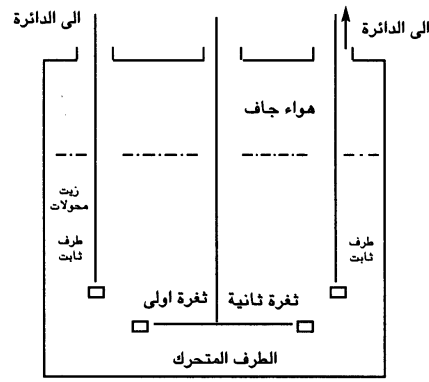 الى الدائرة
الى الدائرة
هواء جاف
زيت
محولات
طرف
ثابت
طرف
ثابت
ثغرة ثانية
ثغرة اولى
الطرف المتحرك